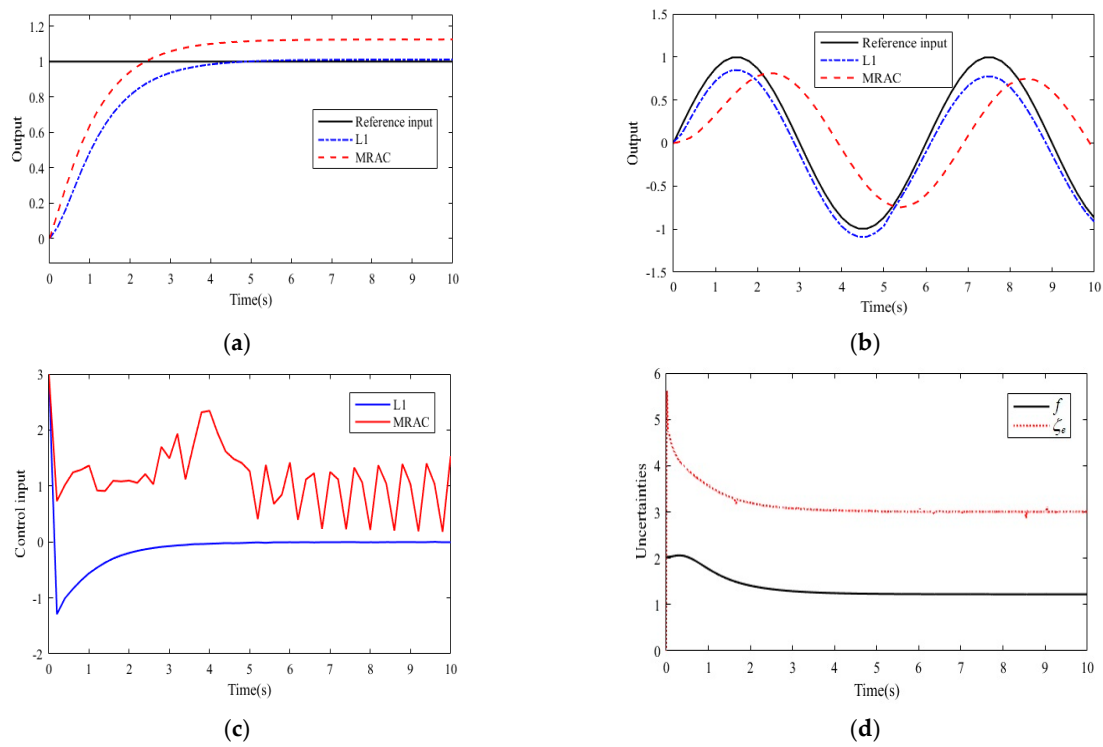 1.2
1
0.8
0.6
0.4
0.2
0
Output
Reference input
L1
MRAC
0 1 2 3 4 5 6 7 8 9 10
Time(s)
(a)
1.5
1
0.5
0
-0.5
-1
-1.5
Output
Reference input
L1
MRAC
0 1 2 3 4 5 6 7 8 9 10
Time(s)
(b)
3
2
1
0
-1
-2
Control input
L1
MRAC
0 1 2 3 4 5 6 7 8 9 10
Time(s)
(c)
6
5
4
3
2
1
0
Uncertainties
f
ζe
0 1 2 3 4 5 6 7 8 9 10
Time(s)
(d)